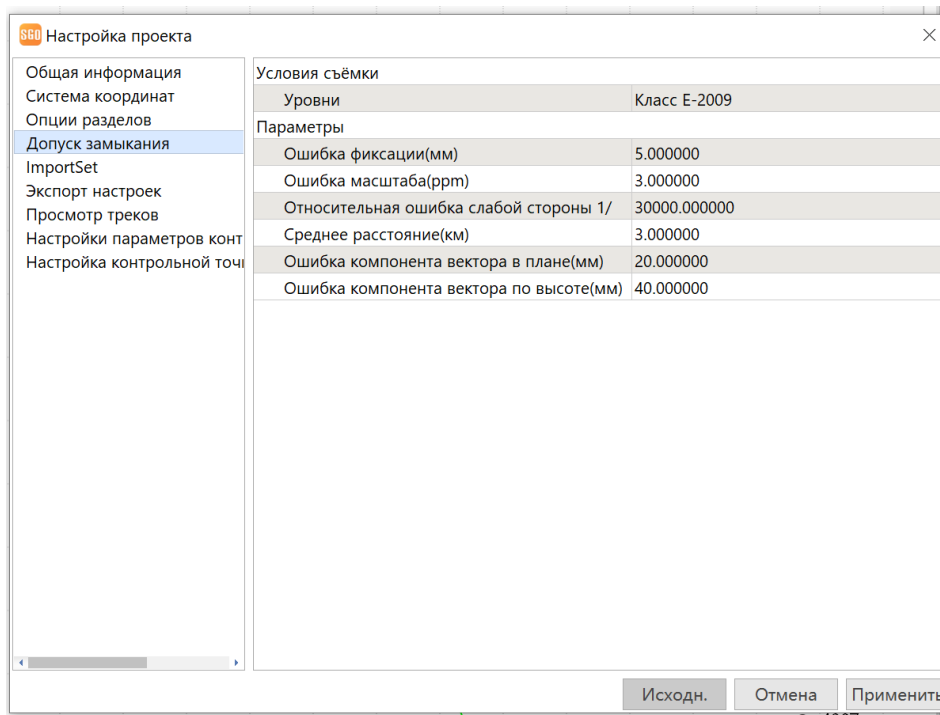 SGO Настройка проекта
Общая информация
Система координат
Опции разделов
Допуск замыкания
ImportSet
Экспорт настроек
Просмотр треков
Настройки параметров конт
Настройка контрольной точ
Условия съёмки
Уровни Класс E-2009
Параметры
Ошибка фиксации(мм) 5.000000
Ошибка масштаба(ppm) 3.000000
Относительная ошибка слабой стороны 1/ 30000.000000
Среднее расстояние(км) 3.000000
Ошибка компонента вектора в плане(мм) 20.000000
Ошибка компонента вектора по высоте(мм) 40.000000
Исходн. Отмена Применить